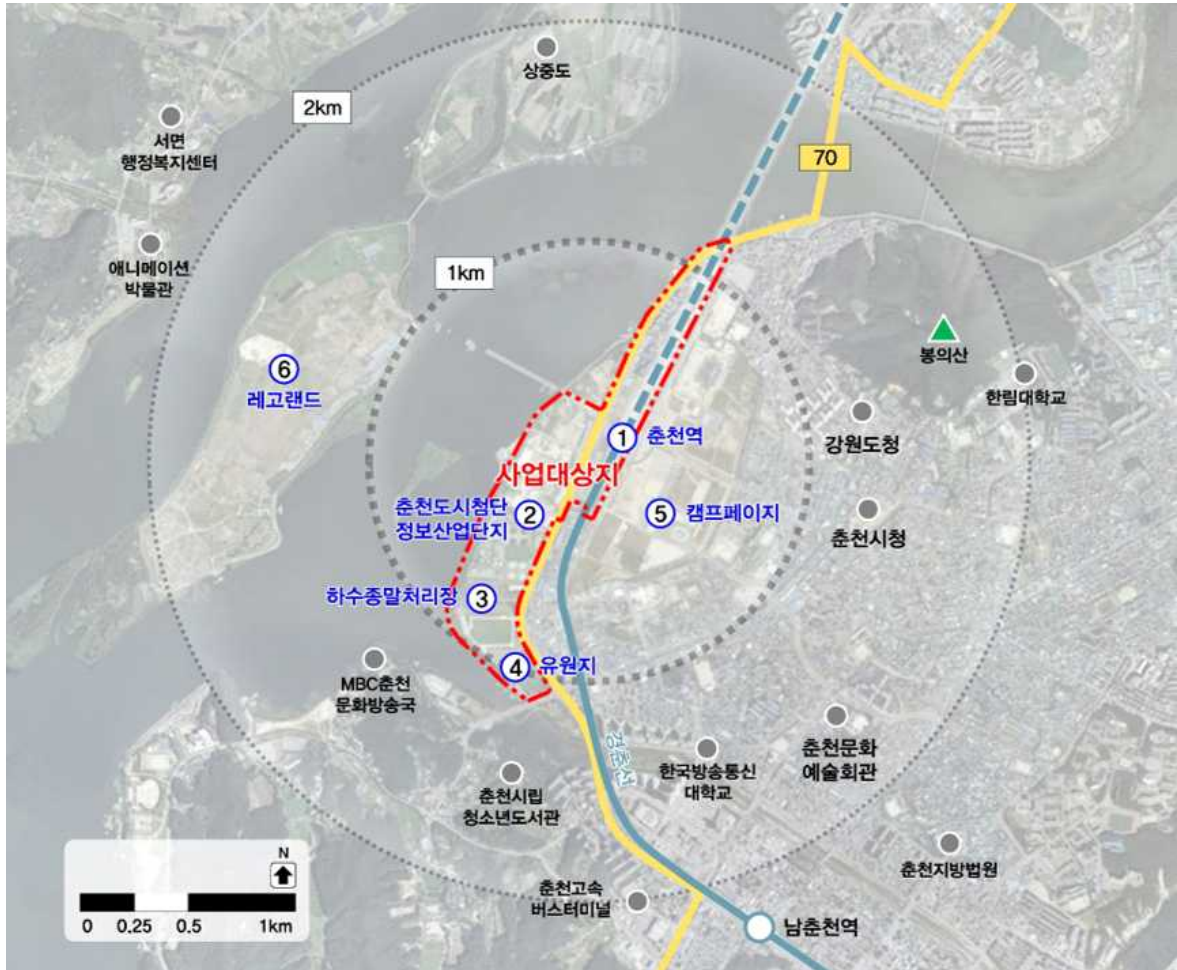 상중도
2km
서면
행정복지센터
70
애니메이션
박물관
1km
봉의산
6
레고랜드
한림대학교
1 춘천역
강원도청
사업대상지
춘천도시첨단
정보산업단지
2
5 캠프페이지
춘천시청
하수종말처리장 3
4 유원지
MBC춘천
문화방송국
경춘선
춘천문화
예술회관
한국방송통신
대학교
춘천시립
청소년도서관
춘천지방법원
N
0 0.25 0.5 1km
춘천고속
버스터미널
남춘천역